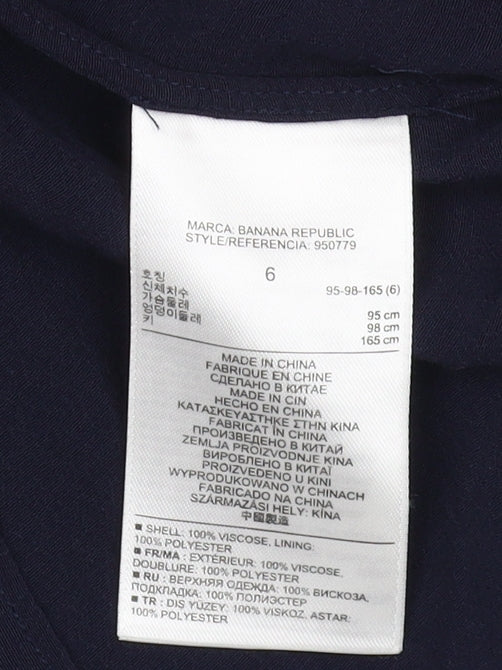 MARCA: BANANA REPUBLIC
STYLE/REFERENCIA: 950779
6
호칭
신체치수 95-98-165 (6)
가슴둘레 95 cm
엉덩이둘레 98 cm
키 165 cm
MADE IN CHINA
FABRIQUE EN CHINE
СДЕЛАНО В КИТАЕ
MADE IN CIN
HECHO EN CHINA
ΚΑΤΑΣΚΕΥΑΣΤΗΚΕ ΣΤΗΝ ΚΙΝΑ
FABRICAT ÎN CHINA
ПРОИЗВЕДЕНО В КИТАЙ
ZEMLJA PROIZVODNJE KINA
ВИРОБЛЕНО В КИТАЇ
PROIZVEDENO U KINI
WYPRODUKOWANO W CHINACH
FABRICADO NA CHINA
SZÁRMAZÁSI HELY: KÍNA
中國製造
■ SHELL: 100% VISCOSE, LINING:
100% POLYESTER
■ FR/MA : EXTÉRIEUR: 100% VISCOSE,
DOUBLURE: 100% POLYESTER
■ RU : ВЕРХНЯЯ ОДЕЖДА: 100% ВИСКОЗА,
ПОДКЛАДКА: 100% ПОЛИЭСТЕР
■ TR : DIŞ YÜZEY: 100% VISKOZ, ASTAR:
100% POLYESTER